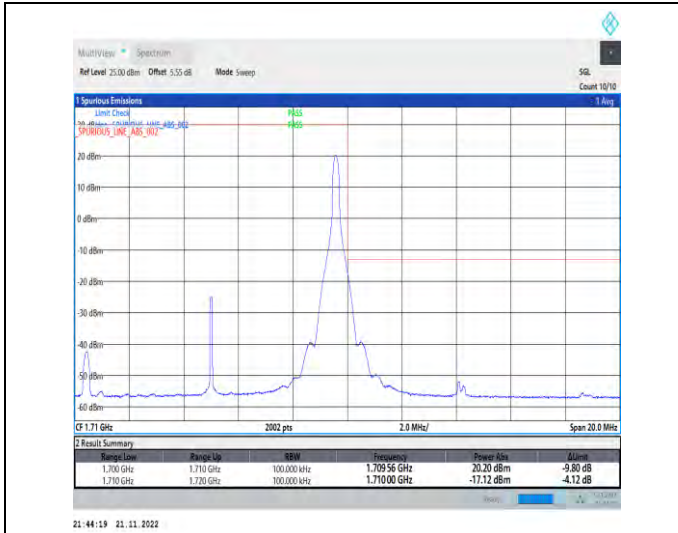 MultiView Spectrum
Ref Level 25.00 dBm Offset 5.55 dB Mode Sweep SGL
Count 10/10
1 Spurious Emissions 1 Avg
Limit Check PASS
PASS
_SPURIOUS_LINE_ABS_002
20 dBm
10 dBm
0 dBm
-10 dBm
-20 dBm
-30 dBm
-40 dBm
-50 dBm
-60 dBm
CF 1.71 GHz 2002 pts 2.0 MHz/ Span 20.0 MHz
2 Result Summary
Range Low Range Up RBW Frequency Power Abs ΔLimit
1.700 GHz 1.710 GHz 100.000 kHz 1.70956 GHz 20.20 dBm -9.80 dB
1.710 GHz 1.720 GHz 100.000 kHz 1.71000 GHz -17.12 dBm -4.12 dB
21:44:19 21.11.2022